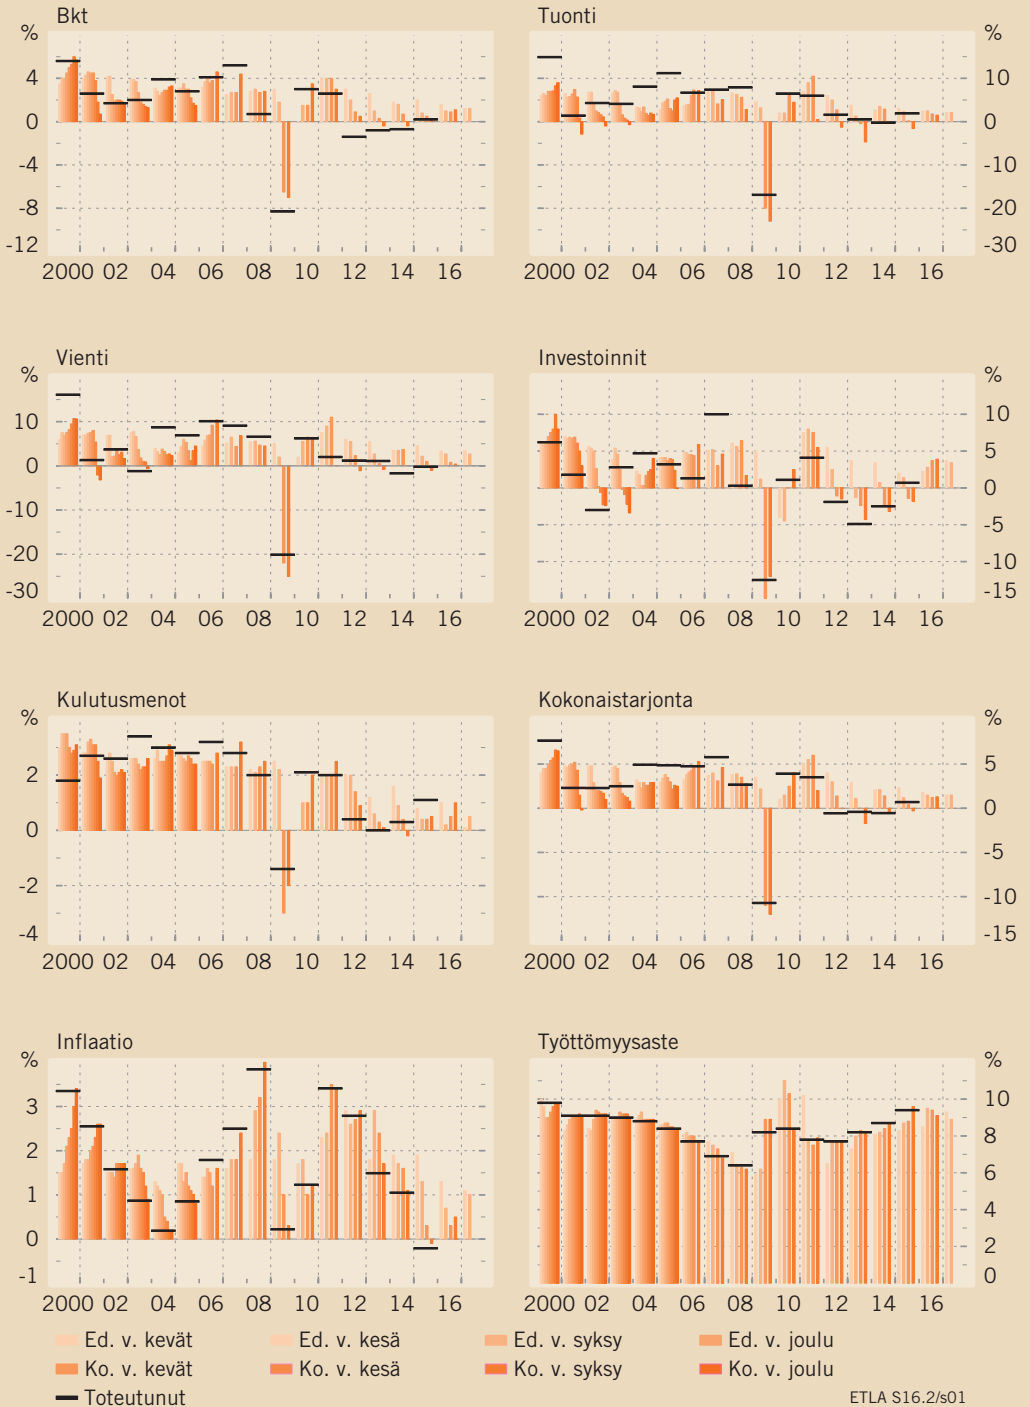 Bkt
%
4
0
-4
-8
-12
2000 02 04 06 08 10 12 14 16
Tuonti
%
10
0
-10
-20
-30
2000 02 04 06 08 10 12 14 16
Vienti
%
10
0
-10
-20
-30
2000 02 04 06 08 10 12 14 16
Investoinnit
%
10
5
0
-5
-10
-15
2000 02 04 06 08 10 12 14 16
Kulutusmenot
%
2
0
-2
-4
2000 02 04 06 08 10 12 14 16
Kokonaistarjonta
%
5
0
-5
-10
-15
2000 02 04 06 08 10 12 14 16
Inflaatio
%
3
2
1
0
-1
2000 02 04 06 08 10 12 14 16
Työttömyysaste
%
10
8
6
4
2
0
2000 02 04 06 08 10 12 14 16
Ed. v. kevät
Ed. v. kesä
Ed. v. syksy
Ed. v. joulu
Ko. v. kevät
Ko. v. kesä
Ko. v. syksy
Ko. v. joulu
Toteutunut
ETLA S16.2/s01